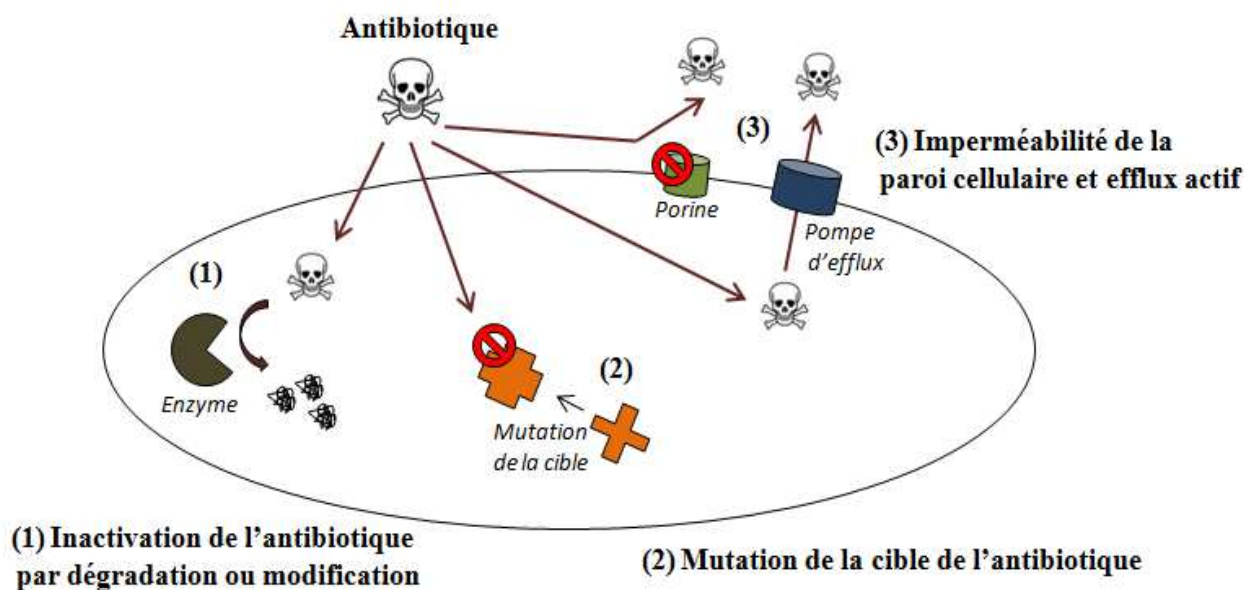 Antibiotique
(3)
(3) Imperméabilité de la
paroi cellulaire et efflux actif
Porine
Pompe
d'efflux
(1)
Enzyme
(2)
Mutation
de la cible
(1) Inactivation de l'antibiotique
par dégradation ou modification
(2) Mutation de la cible de l'antibiotique